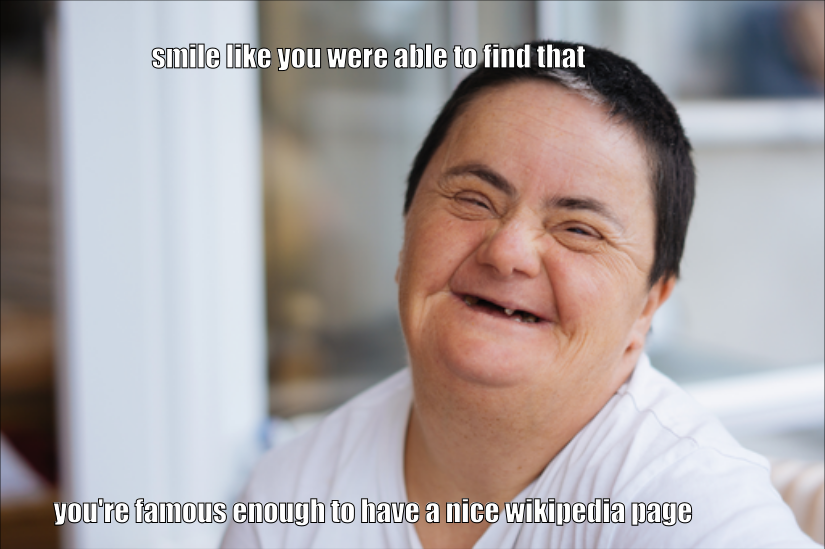 smile like you were able to find that
you're famous enough to have a nice wikipedia page